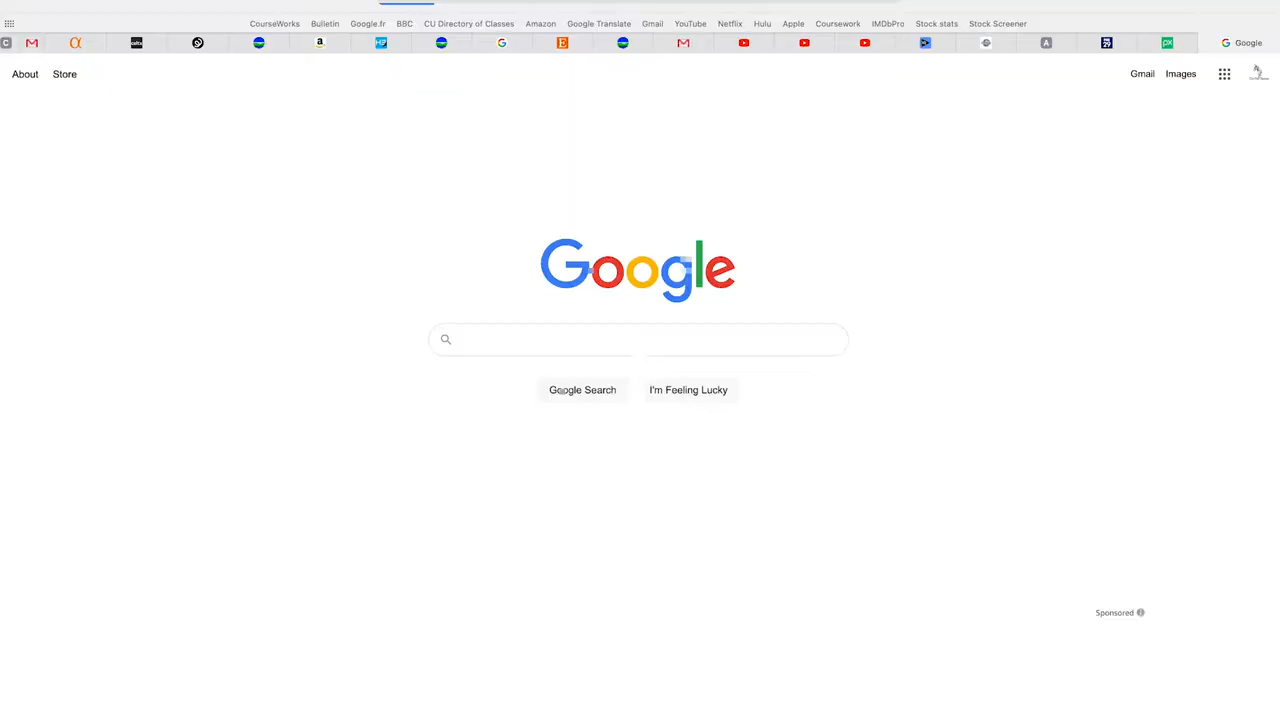 CourseWorks Bulletin Google.fr BBC CU Directory of Classes Amazon Google Translate Gmail YouTube Netflix Hulu Apple Coursework IMDbPro Stock stats Stock Screener
Google
About Store
Gmail Images
Google
Google Search I'm Feeling Lucky
Sponsored